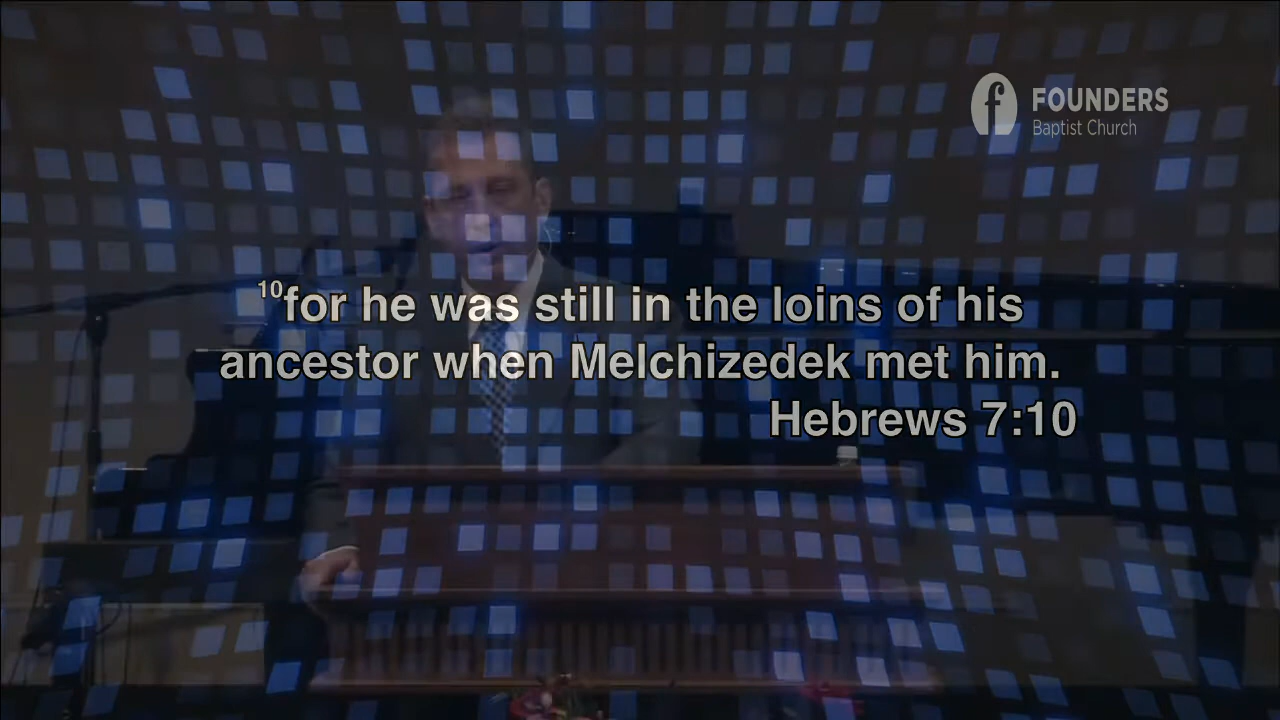 FOUNDERS
Baptist Church
10for he was still in the loins of his
ancestor when Melchizedek met him.
Hebrews 7:10